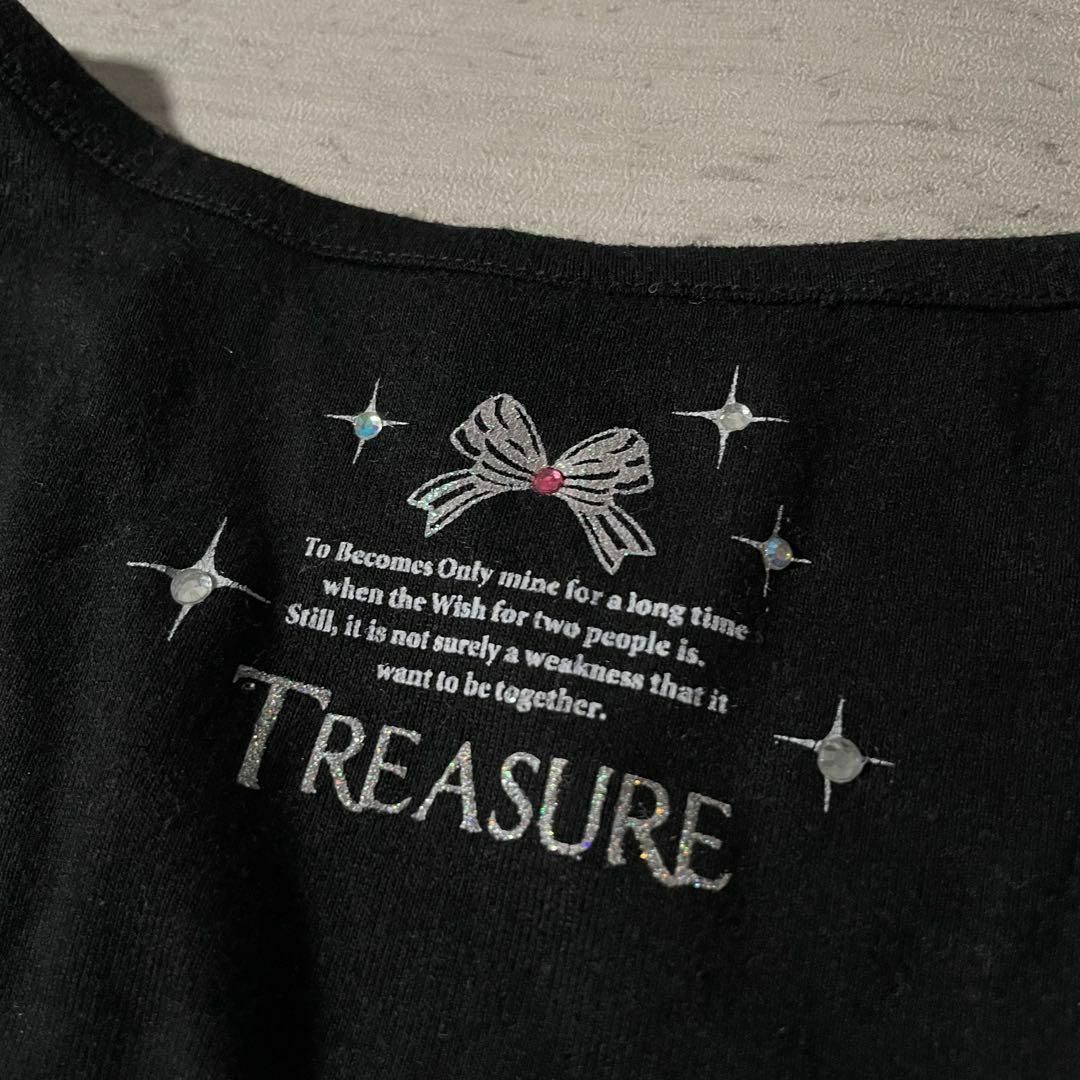 To Becomes Only mine for a long time
when the Wish for two people is.
Still, it is not surely a weakness that it
want to be together.
TREASURE